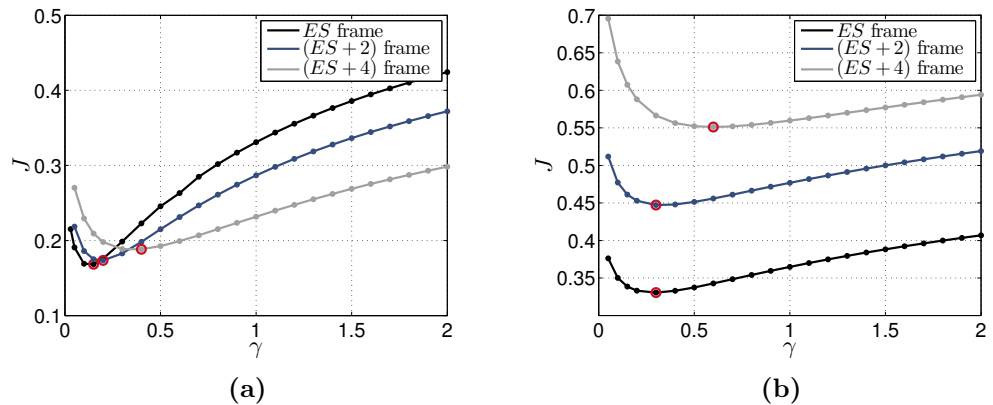 0.5
0.4
0.3
0.2
0.1
J
0 0.5 1 1.5 2
γ
ES frame
(ES + 2) frame
(ES + 4) frame
(a)
0.7
0.65
0.6
0.55
0.5
0.45
0.4
0.35
J
0 0.5 1 1.5 2
γ
ES frame
(ES + 2) frame
(ES + 4) frame
(b)